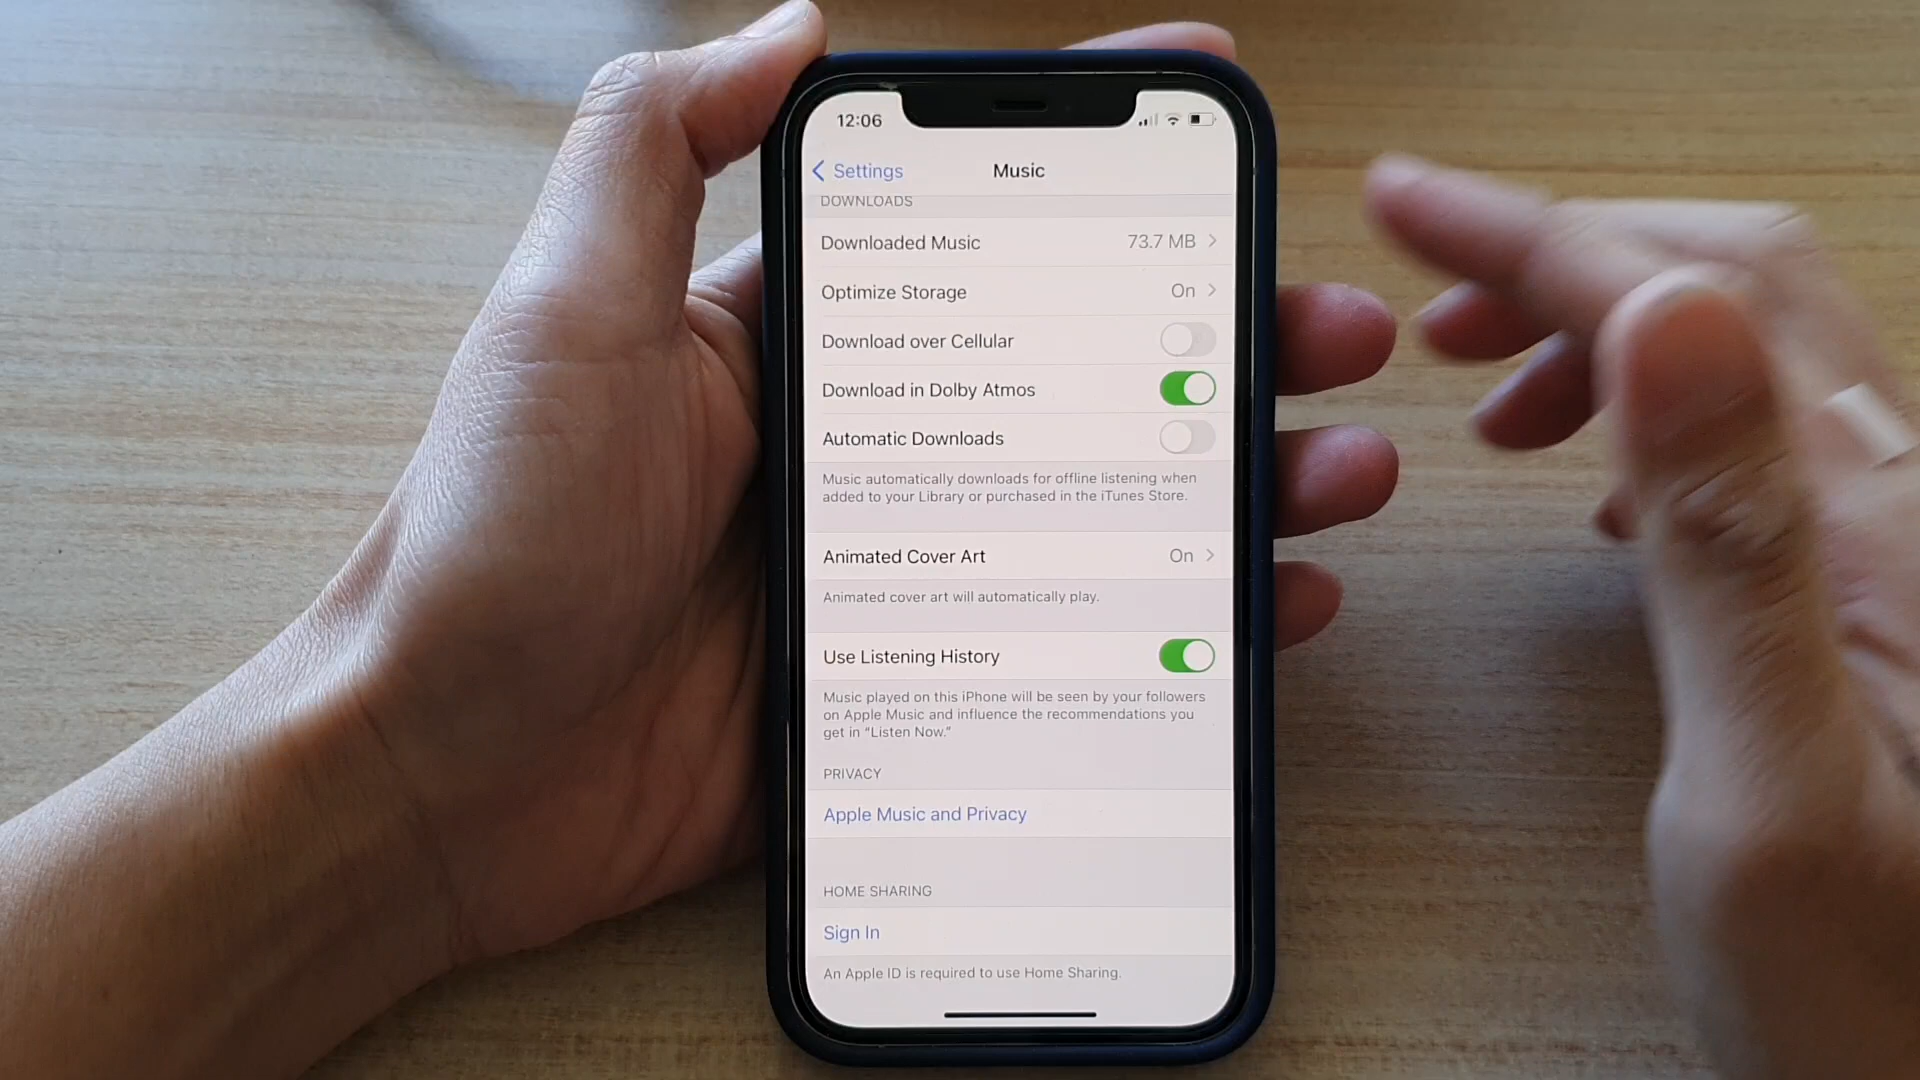 12:06
Settings
Music
DOWNLOADS
Downloaded Music 73.7 MB
Optimize Storage On
Download over Cellular
Download in Dolby Atmos
Automatic Downloads
Music automatically downloads for offline listening when
added to your Library or purchased in the iTunes Store.
Animated Cover Art On
Animated cover art will automatically play.
Use Listening History
Music played on this iPhone will be seen by your followers
on Apple Music and influence the recommendations you
get in “Listen Now.”
PRIVACY
Apple Music and Privacy
HOME SHARING
Sign In
An Apple ID is required to use Home Sharing.